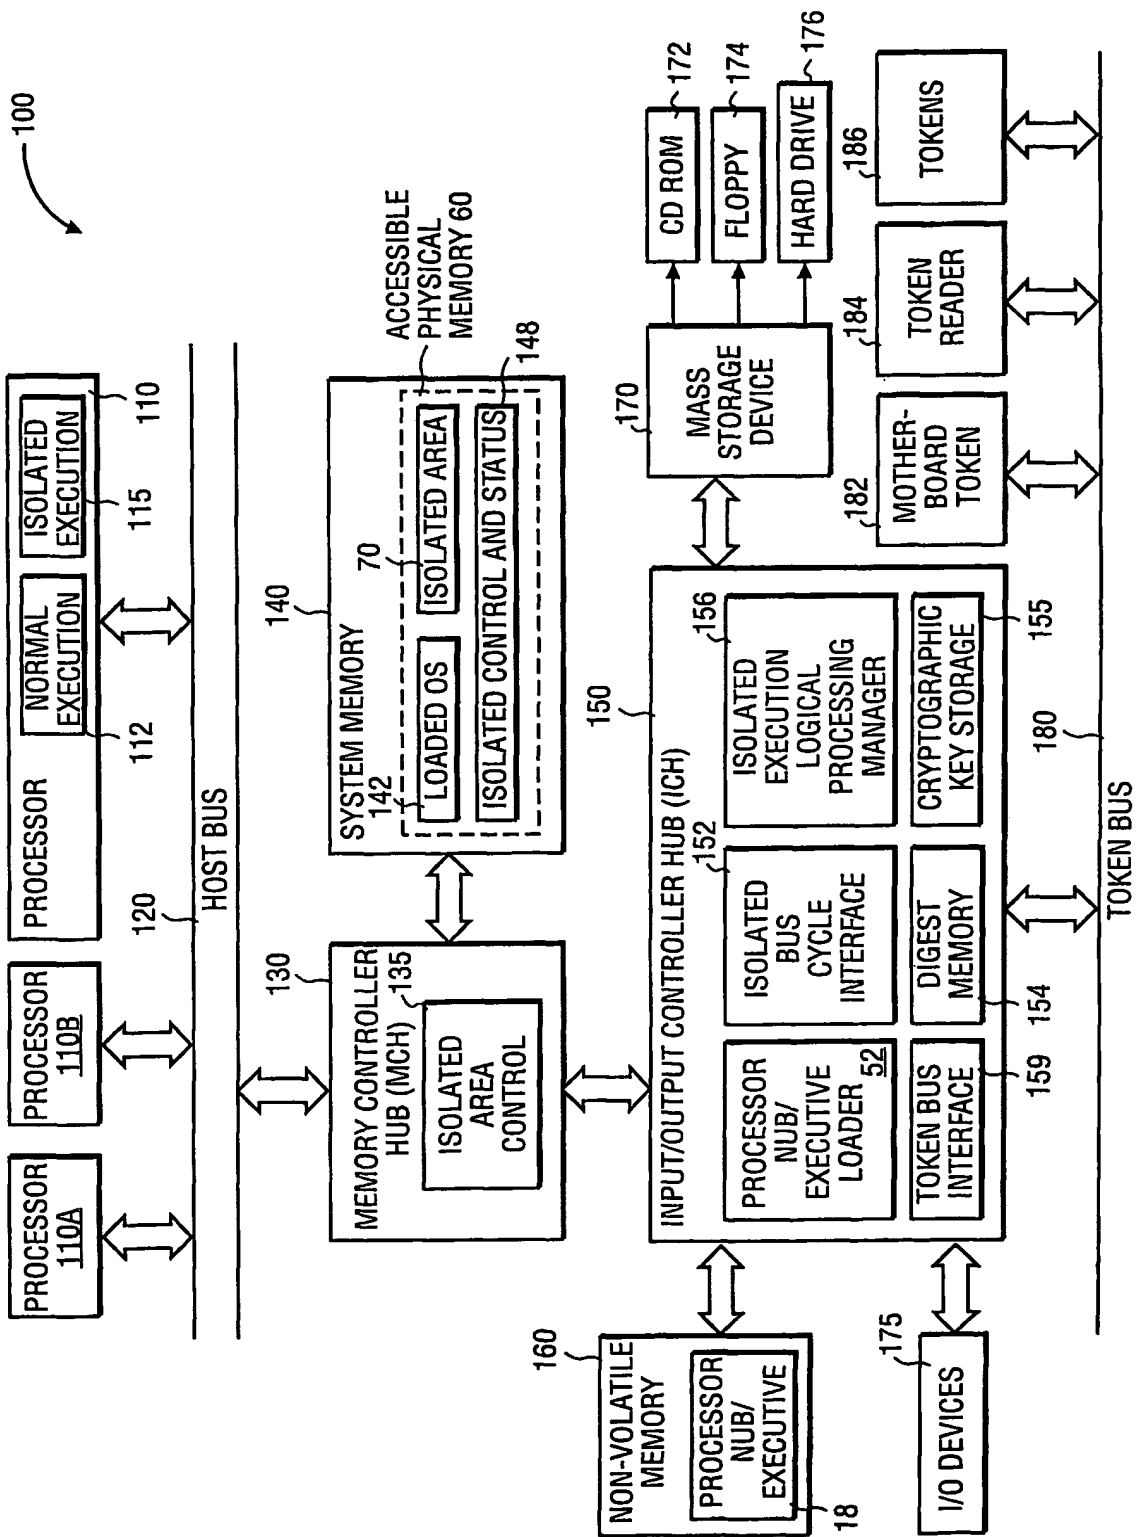 100
PROCESSOR
110A
PROCESSOR
110B
PROCESSOR
NORMAL
EXECUTION
112
ISOLATED
EXECUTION
115
110
120
HOST BUS
130
MEMORY CONTROLLER
HUB (MCH)
135
ISOLATED
AREA
CONTROL
140
SYSTEM MEMORY
142
LOADED OS
70
ISOLATED AREA
ISOLATED CONTROL AND STATUS
148
ACCESSIBLE
PHYSICAL
MEMORY 60
150
INPUT/OUTPUT CONTROLLER HUB (ICH)
PROCESSOR
NUB/
EXECUTIVE
LOADER
52
152
ISOLATED
BUS
CYCLE
INTERFACE
156
ISOLATED
EXECUTION
LOGICAL
PROCESSING
MANAGER
TOKEN BUS
INTERFACE
159
DIGEST
MEMORY
154
CRYPTOGRAPHIC
KEY STORAGE
155
160
NON-VOLATILE
MEMORY
PROCESSOR
NUB/
EXECUTIVE
18
175
I/O DEVICES
170
MASS
STORAGE
DEVICE
CD ROM
172
FLOPPY
174
HARD DRIVE
176
182
MOTHER-
BOARD
TOKEN
184
TOKEN
READER
186
TOKENS
180
TOKEN BUS